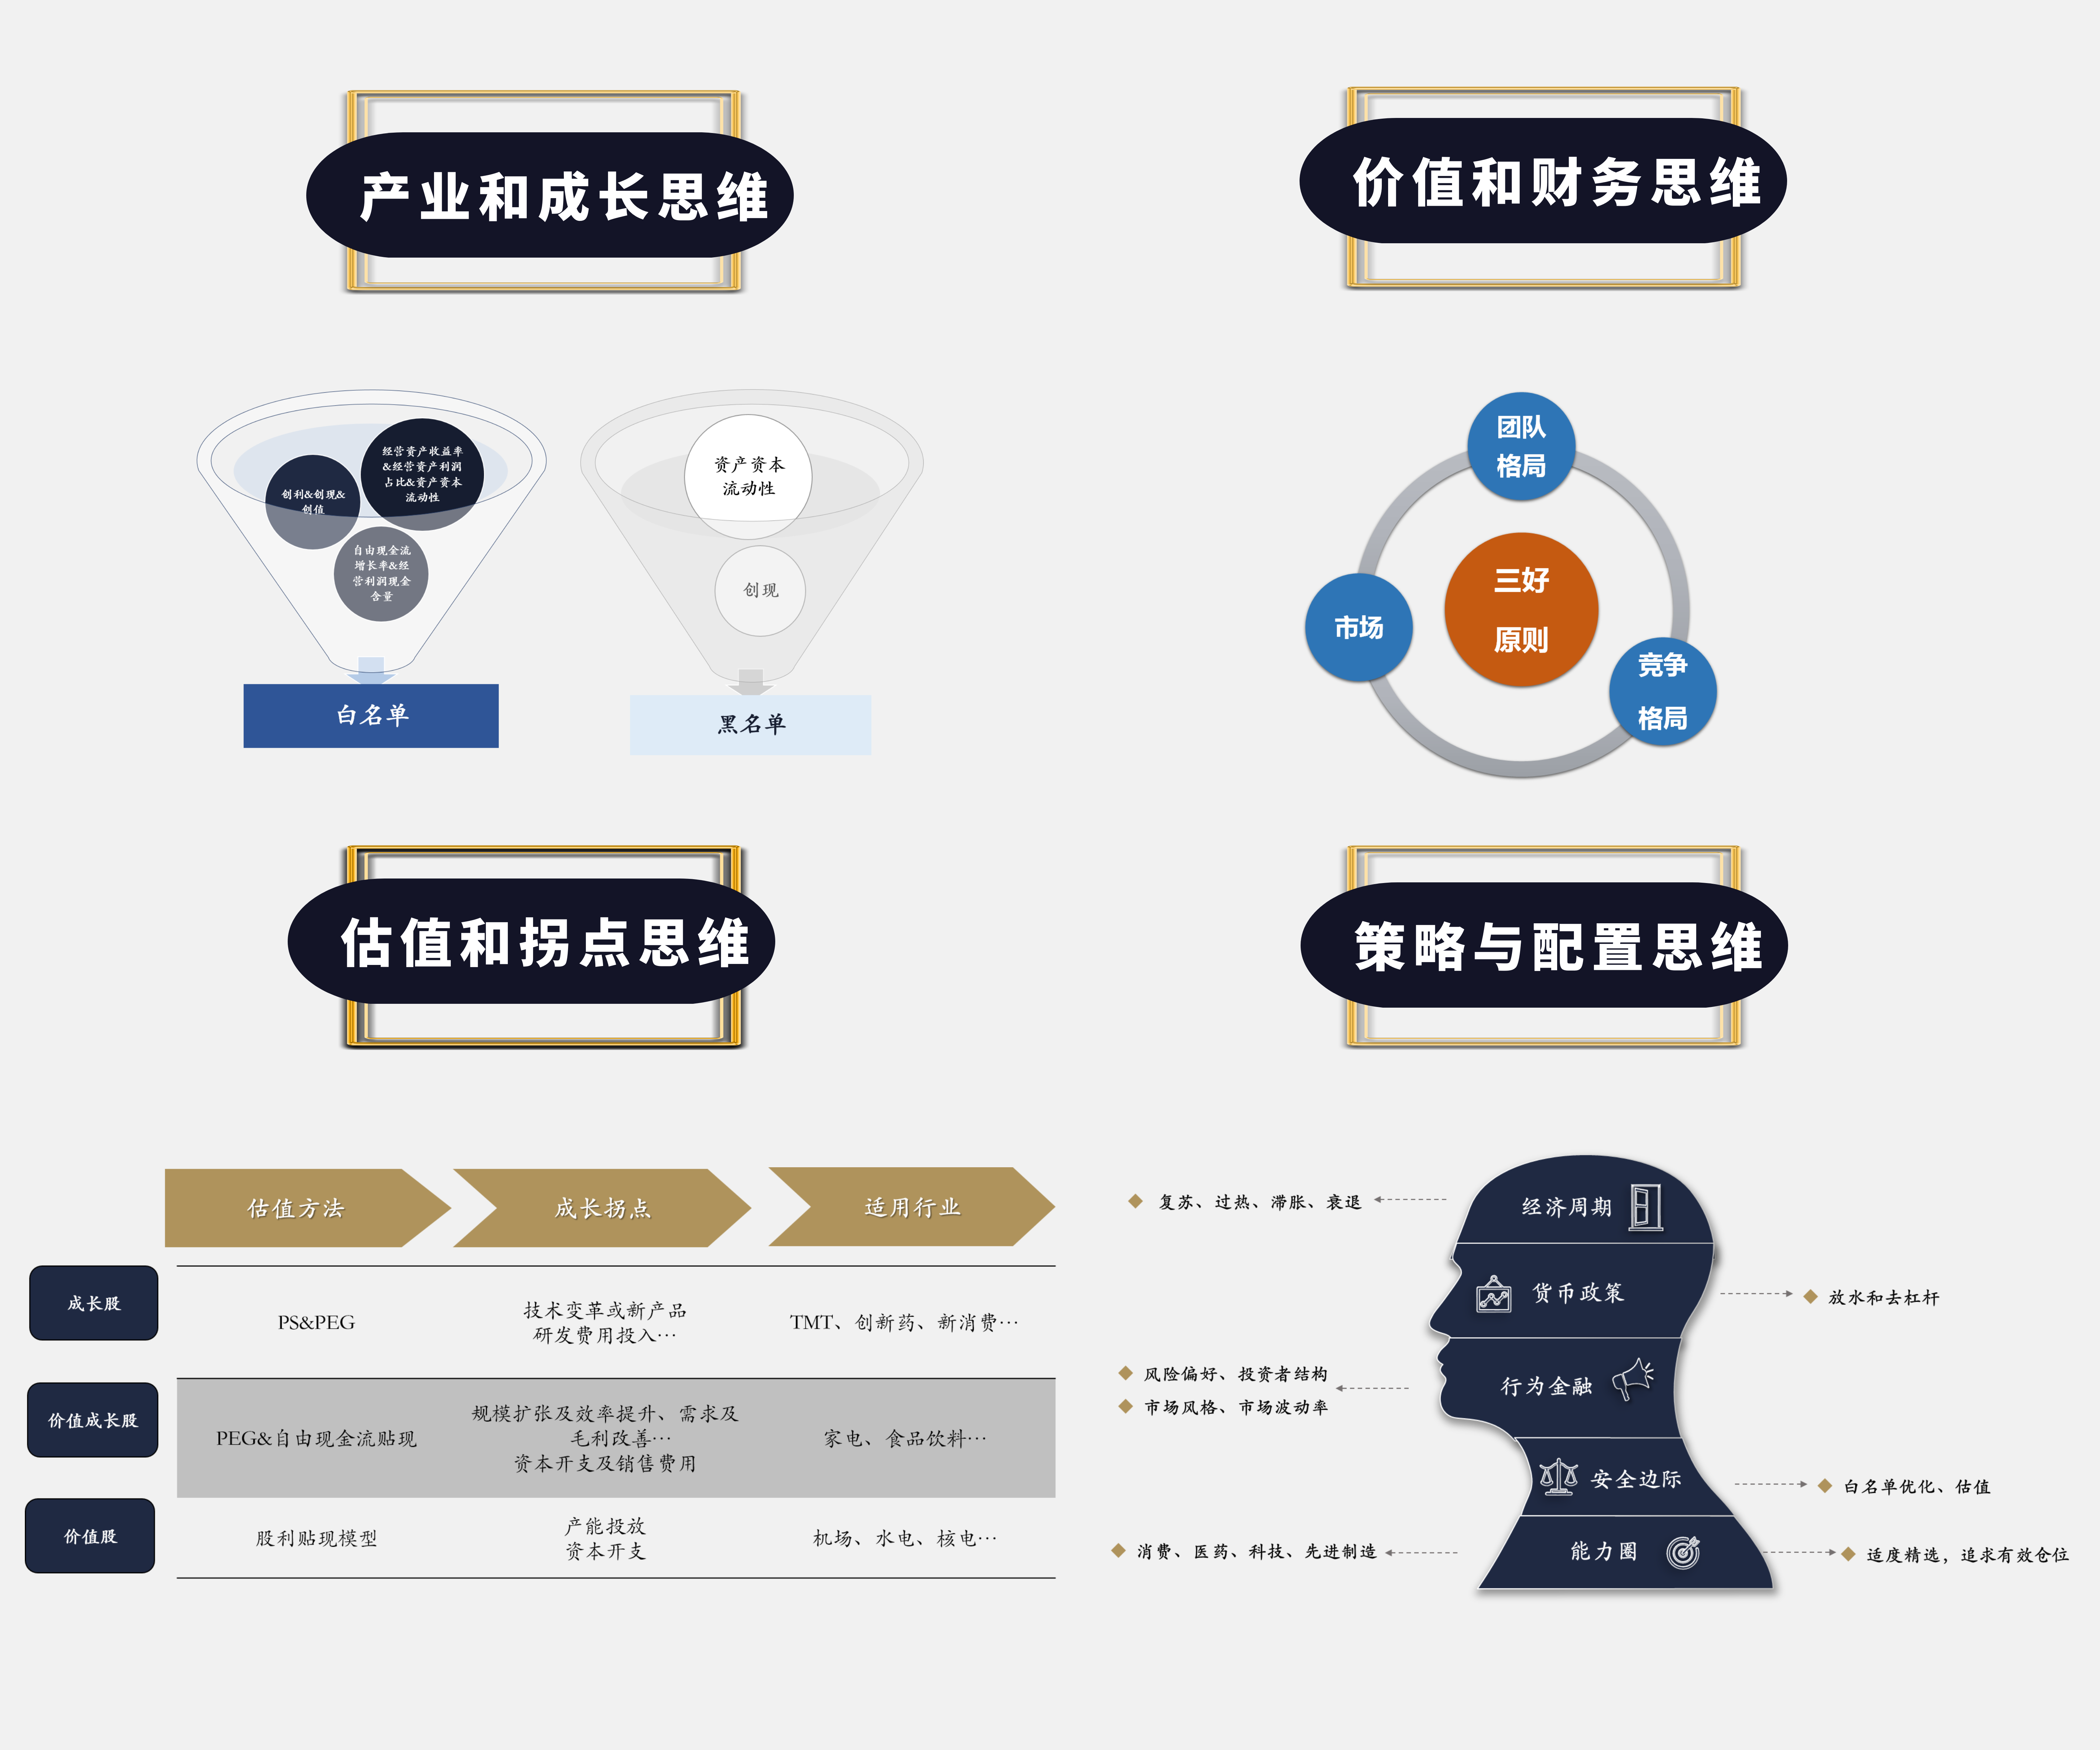 产业和成长思维
价值和财务思维
经营资产收益率
&经营资产利润
占比&资产资本
流动性
创利&创现&
创值
自由现金流
增长率&经
营利润现金
含量
白名单
资产资本
流动性
创现
黑名单
团队
格局
三好
原则
市场
竞争
格局
估值和拐点思维
策略与配置思维
估值方法
成长拐点
适用行业
成长股
PS&PEG
技术变革或新产品
研发费用投入…
TMT、创新药、新消费…
价值成长股
PEG&自由现金流贴现
规模扩张及效率提升、需求及
毛利改善…
资本开支及销售费用
家电、食品饮料…
价值股
股利贴现模型
产能投放
资本开支
机场、水电、核电…
复苏、过热、滞胀、衰退
经济周期
货币政策
放水和去杠杆
风险偏好、投资者结构
市场风格、市场波动率
行为金融
安全边际
白名单优化、估值
消费、医药、科技、先进制造
能力圈
适度精选，追求有效仓位